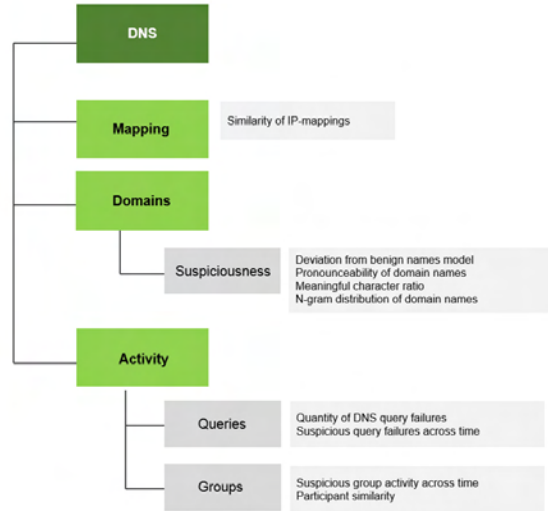 DNS
Mapping
Similarity of IP-mappings
Domains
Suspiciousness
Deviation from benign names model
Pronounceability of domain names
Meaningful character ratio
N-gram distribution of domain names
Activity
Queries
Quantity of DNS query failures
Suspicious query failures across time
Groups
Suspicious group activity across time
Participant similarity